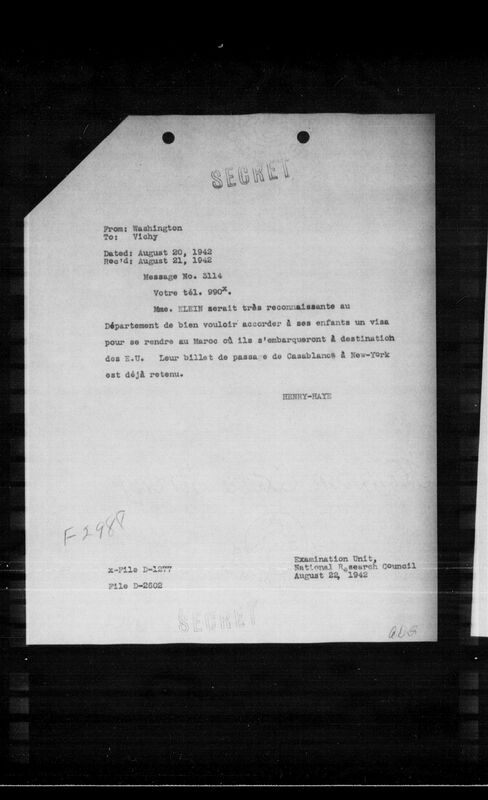 SECRET
From: Washington
To: Vichy
Dated: August 20, 1942
Rec'd: August 21, 1942
Message No. 3114
Votre tél. 990x.
Mme. KLEIN serait très reconnaissante au
Département de bien vouloir accorder à ses enfants un visa
pour se rendre au Maroc où ils s'embarqueront à destination
des E.U. Leur billet de passage de Casablanca à New-York
est déjà retenu.
HENRY-HAYE
F2988
Examination Unit,
x-File D-1277
National Research Council
August 22, 1942
File D-2602
SECRET